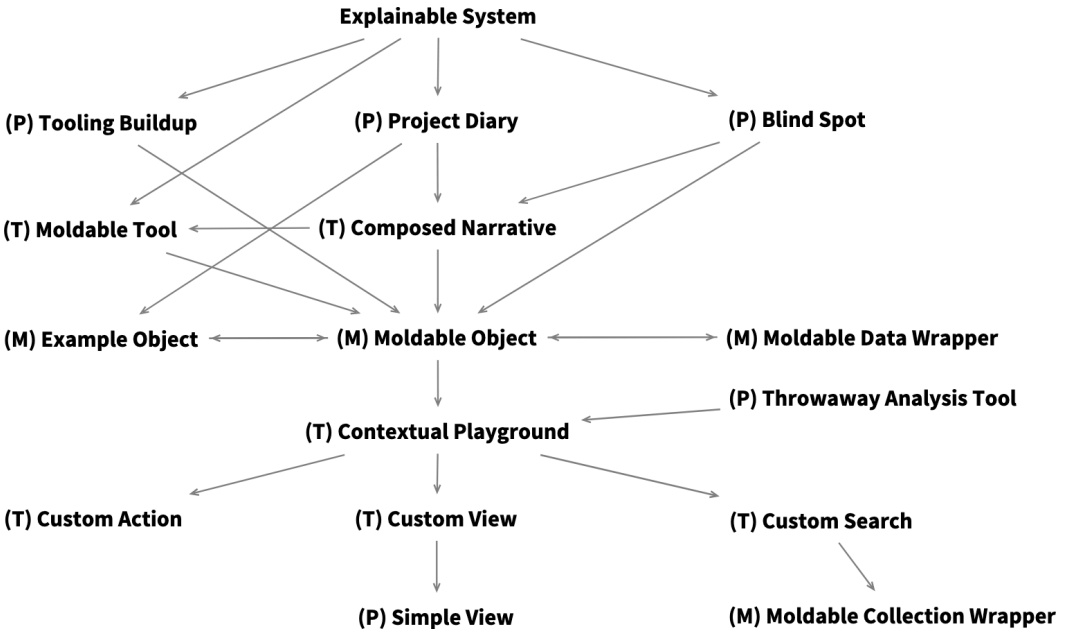 Explainable System
(P) Tooling Buildup
(P) Project Diary
(P) Blind Spot
(T) Moldable Tool
(T) Composed Narrative
(M) Example Object
(M) Moldable Object
(M) Moldable Data Wrapper
(P) Throwaway Analysis Tool
(T) Contextual Playground
(T) Custom Action
(T) Custom View
(T) Custom Search
(P) Simple View
(M) Moldable Collection Wrapper